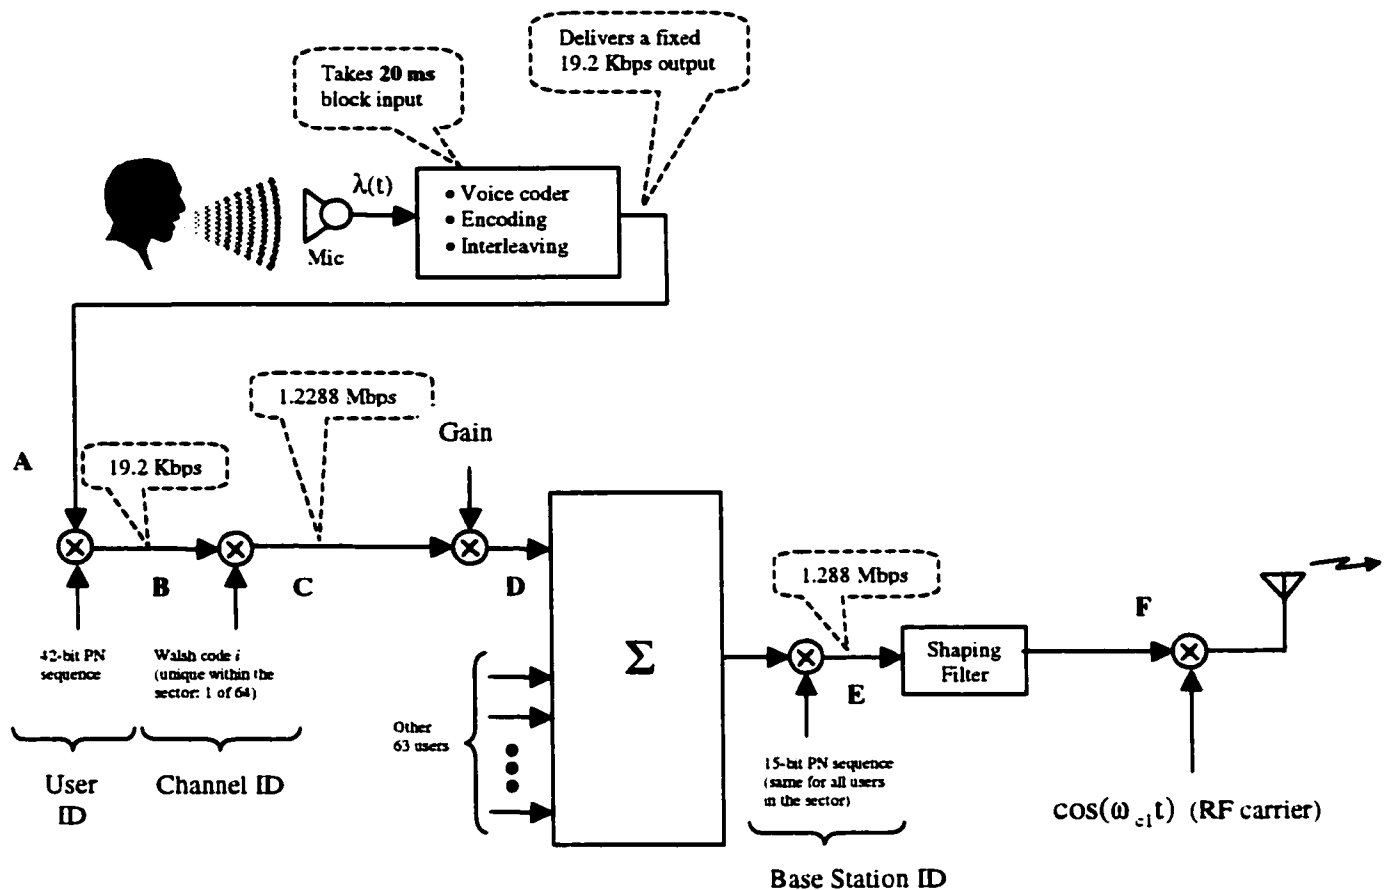 Delivers a fixed
19.2 Kbps output
Takes 20 ms
block input
λ(t)
• Voice coder
• Encoding
• Interleaving
Mic
1.2288 Mbps
Gain
A
19.2 Kbps
B
C
D
1.288 Mbps
F
Σ
Shaping
Filter
E
42-bit PN
sequence
Walsh code i
(unique within the
sector: 1 of 64)
Other
63 users
15-bit PN sequence
(same for all users
in the sector)
User
ID
Channel ID
cos(ω c1 t) (RF carrier)
Base Station ID